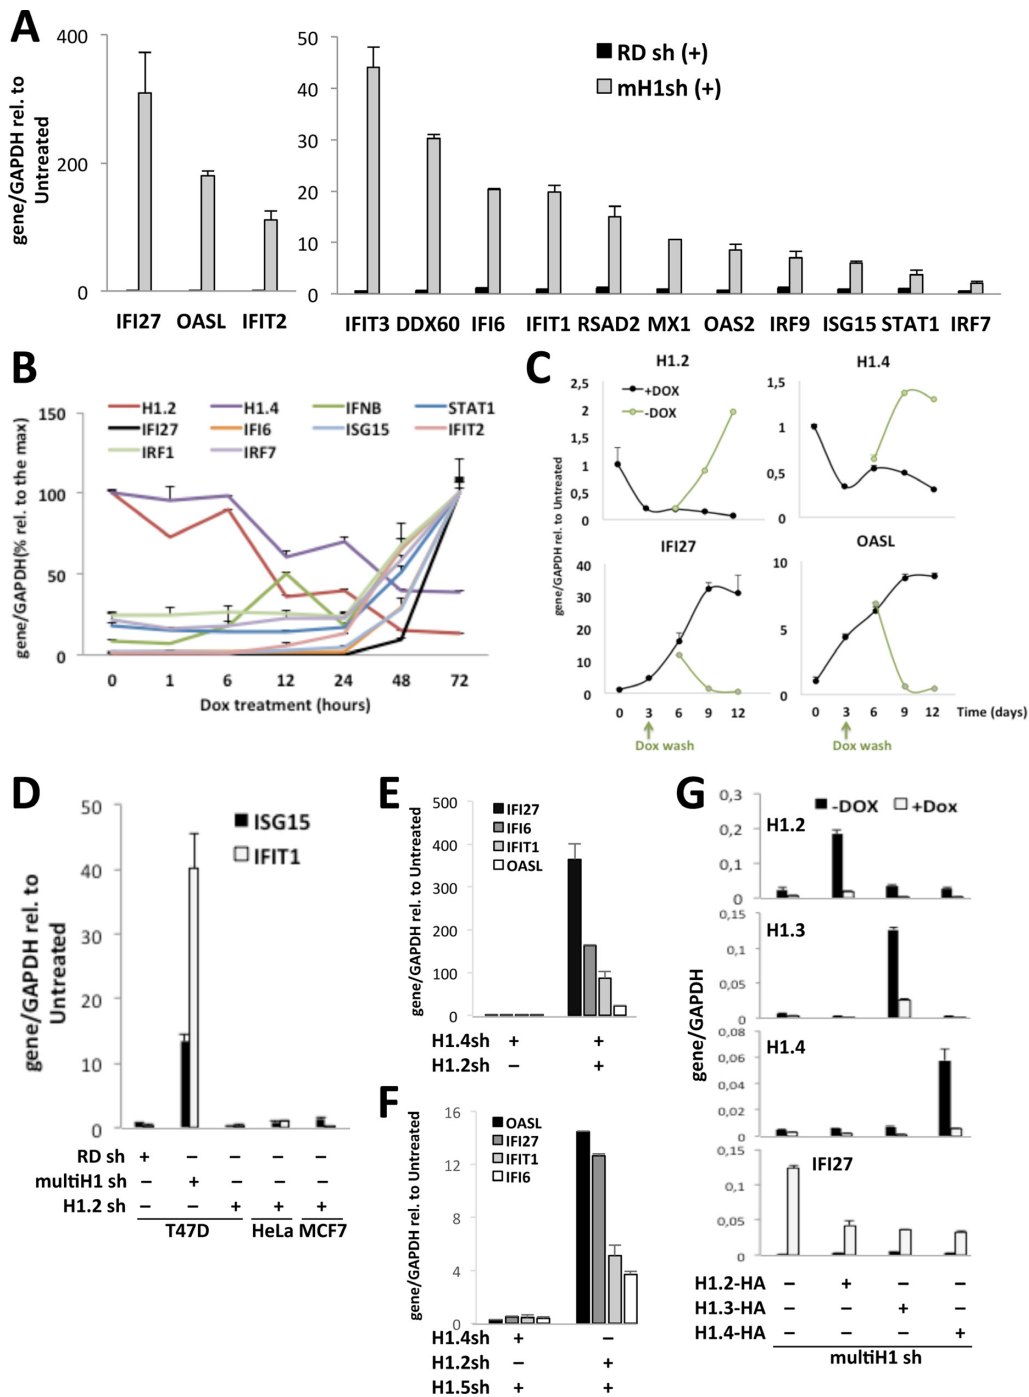 A
gene/GAPDH rel. to
Untreated
400
200
0
IFI27 OASL IFIT2
50
40
30
20
10
0
RD sh (+)
mH1sh (+)
IFIT3 DDX60 IFI6 IFIT1 RSAD2 MX1 OAS2 IRF9 ISG15 STAT1 IRF7
B
gene/GAPDH(% rel. to the max)
150
100
50
0
H1.2 H1.4 IFNB STAT1
IFI27 IFI6 ISG15 IFIT2
IRF1 IRF7
0 1 6 12 24 48 72
Dox treatment (hours)
C
gene/GAPDH rel. to Untreated
H1.2
2,5
2
1,5
1
0,5
0
+DOX
-DOX
H1.4
1,5
1
0,5
0
IFI27
40
30
20
10
0
0 3 6 9 12
Dox wash
OASL
10
5
0
0 3 6 9 12 Time (days)
Dox wash
D
gene/GAPDH rel. to
Untreated
50
40
30
20
10
0
ISG15
IFIT1
RD sh + – – – –
multiH1 sh – + – – –
H1.2 sh – – + + +
T47D HeLa MCF7
E
gene/GAPDH rel. to Untreated
500
400
300
200
100
0
IFI27
IFI6
IFIT1
OASL
H1.4sh + +
H1.2sh – +
F
gene/GAPDH rel. to Untreated
16
12
8
4
0
OASL
IFI27
IFIT1
IFI6
H1.4sh + –
H1.2sh – +
H1.5sh + +
G
gene/GAPDH
-DOX +Dox
H1.2
0,3
0,2
0,1
0
H1.3
0,15
0,1
0,05
0
H1.4
0,08
0,06
0,04
0,02
0
IFI27
0,15
0,1
0,05
0
H1.2-HA – + – –
H1.3-HA – – + –
H1.4-HA – – – +
multiH1 sh